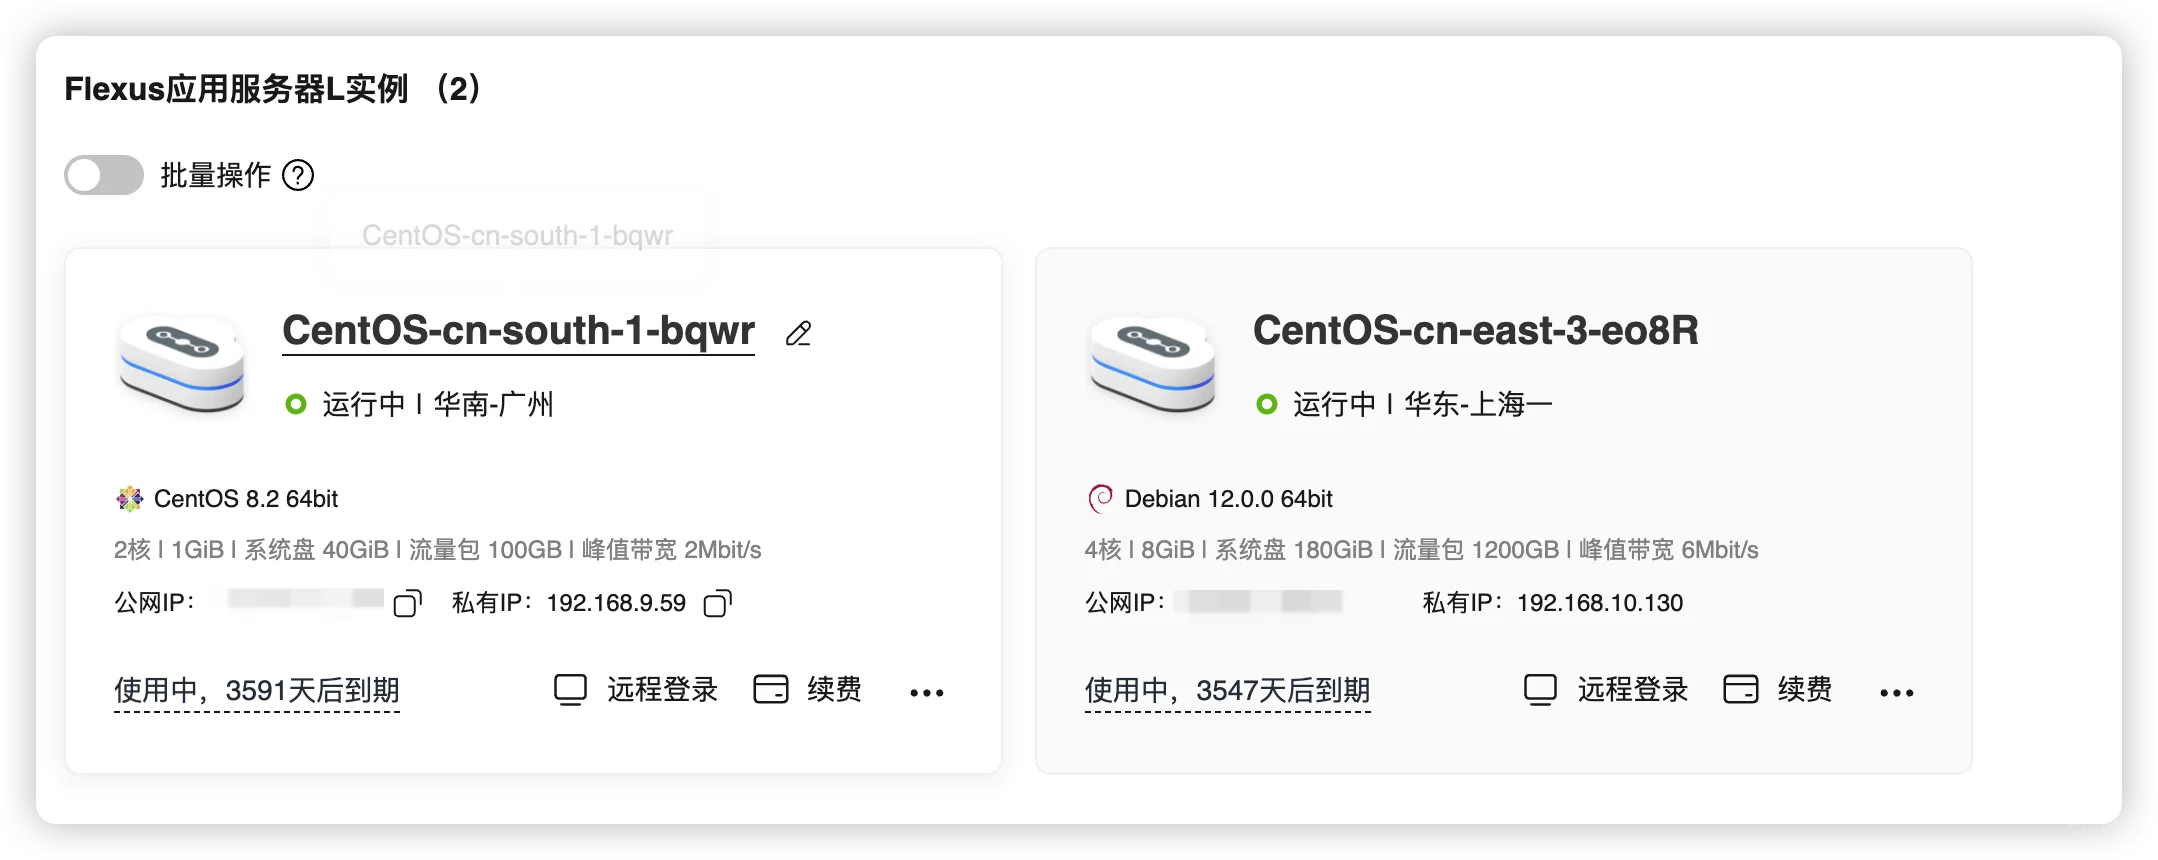 Flexus应用服务器L实例 （2）
批量操作 ?
CentOS-cn-south-1-bqwr
CentOS-cn-south-1-bqwr
运行中 | 华南-广州
CentOS 8.2 64bit
2核 | 1GiB | 系统盘 40GiB | 流量包 100GB | 峰值带宽 2Mbit/s
公网IP： 私有IP：192.168.9.59
使用中，3591天后到期 远程登录 续费 •••
CentOS-cn-east-3-eo8R
运行中 | 华东-上海一
Debian 12.0.0 64bit
4核 | 8GiB | 系统盘 180GiB | 流量包 1200GB | 峰值带宽 6Mbit/s
公网IP： 私有IP：192.168.10.130
使用中，3547天后到期 远程登录 续费 •••